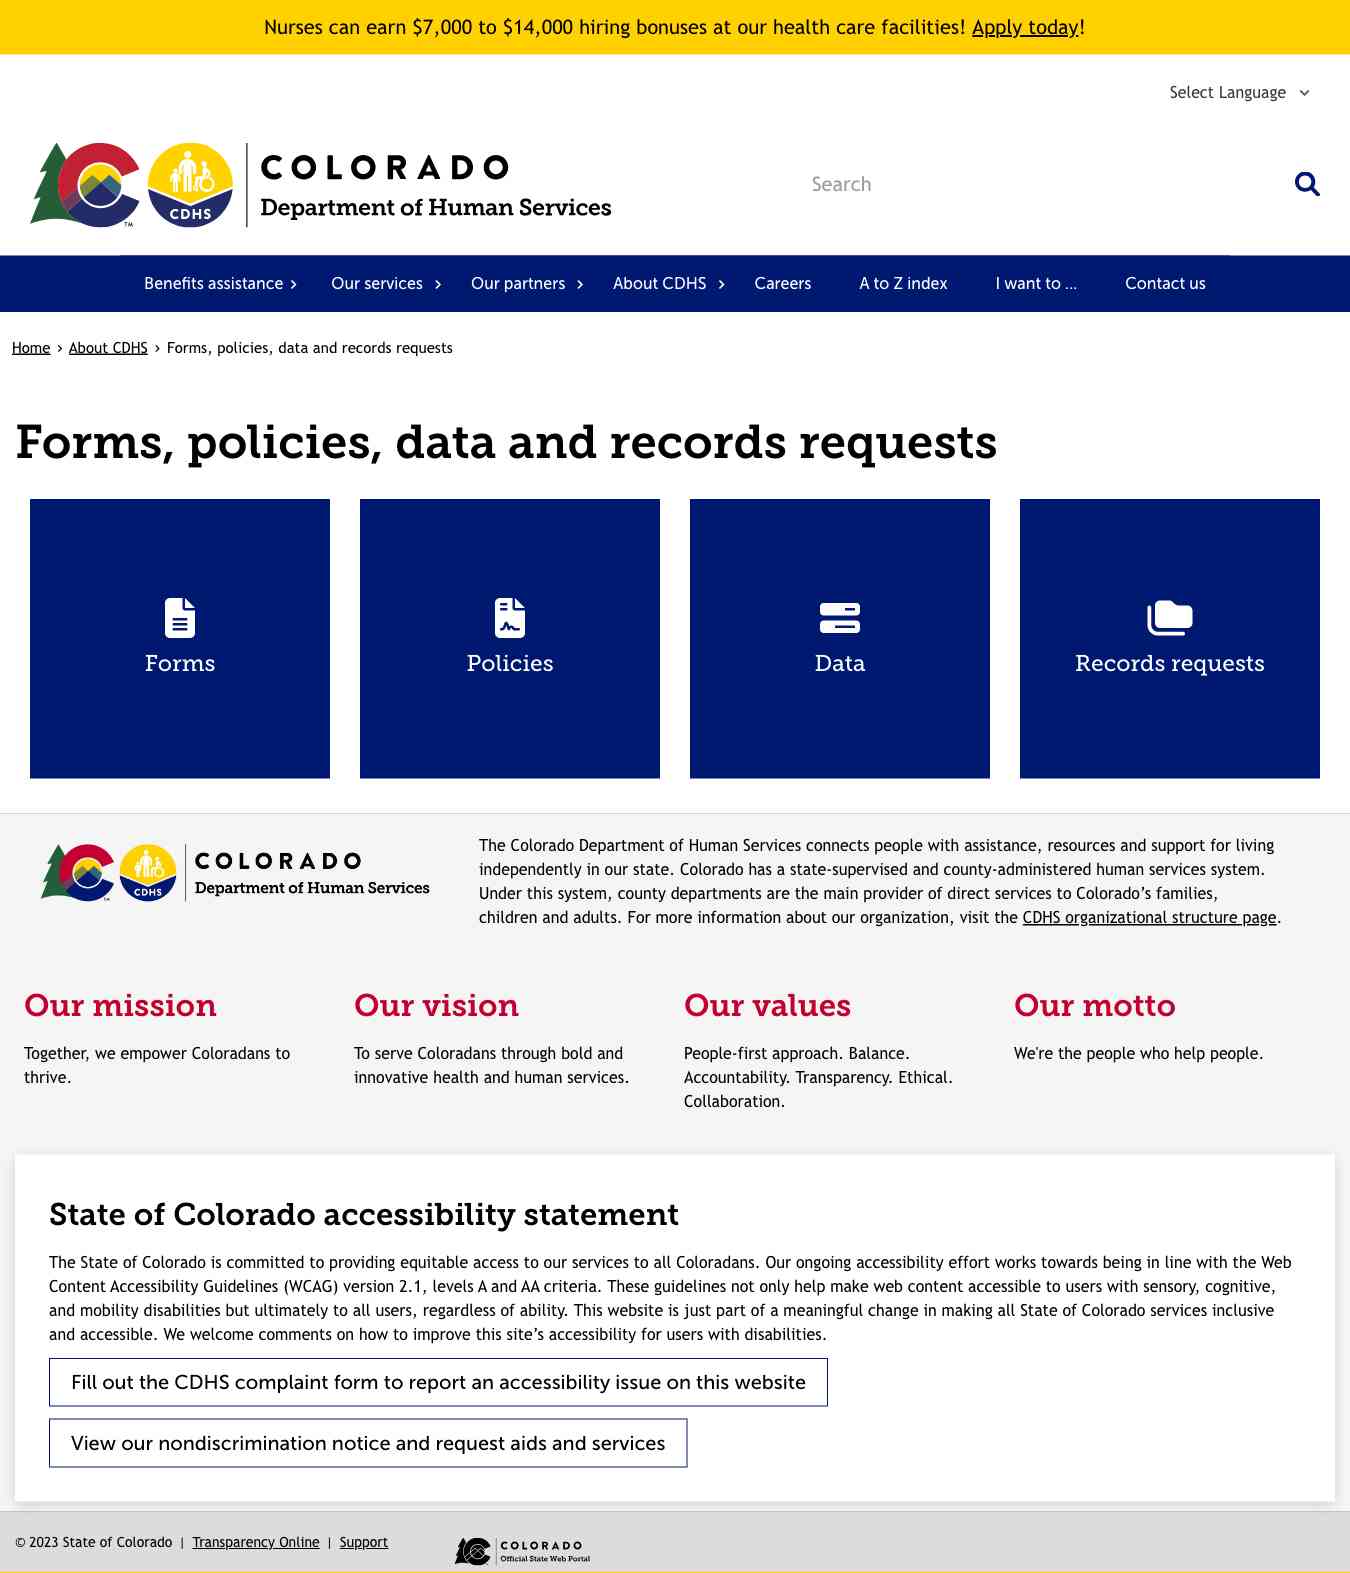 Nurses can earn $7,000 to $14,000 hiring bonuses at our health care facilities! Apply today!
Select Language
CDHS
TM
COLORADO
Department of Human Services
Search
Benefits assistance › Our services › Our partners › About CDHS › Careers A to Z index I want to ... Contact us
Home › About CDHS › Forms, policies, data and records requests
Forms, policies, data and records requests
Forms
Policies
Data
Records requests
CDHS
TM
COLORADO
Department of Human Services
The Colorado Department of Human Services connects people with assistance, resources and support for living
independently in our state. Colorado has a state-supervised and county-administered human services system.
Under this system, county departments are the main provider of direct services to Colorado’s families,
children and adults. For more information about our organization, visit the CDHS organizational structure page.
Our mission
Together, we empower Coloradans to
thrive.
Our vision
To serve Coloradans through bold and
innovative health and human services.
Our values
People-first approach. Balance.
Accountability. Transparency. Ethical.
Collaboration.
Our motto
We're the people who help people.
State of Colorado accessibility statement
The State of Colorado is committed to providing equitable access to our services to all Coloradans. Our ongoing accessibility effort works towards being in line with the Web
Content Accessibility Guidelines (WCAG) version 2.1, levels A and AA criteria. These guidelines not only help make web content accessible to users with sensory, cognitive,
and mobility disabilities but ultimately to all users, regardless of ability. This website is just part of a meaningful change in making all State of Colorado services inclusive
and accessible. We welcome comments on how to improve this site’s accessibility for users with disabilities.
Fill out the CDHS complaint form to report an accessibility issue on this website
View our nondiscrimination notice and request aids and services
© 2023 State of Colorado | Transparency Online | Support
COLORADO
Official State Web Portal